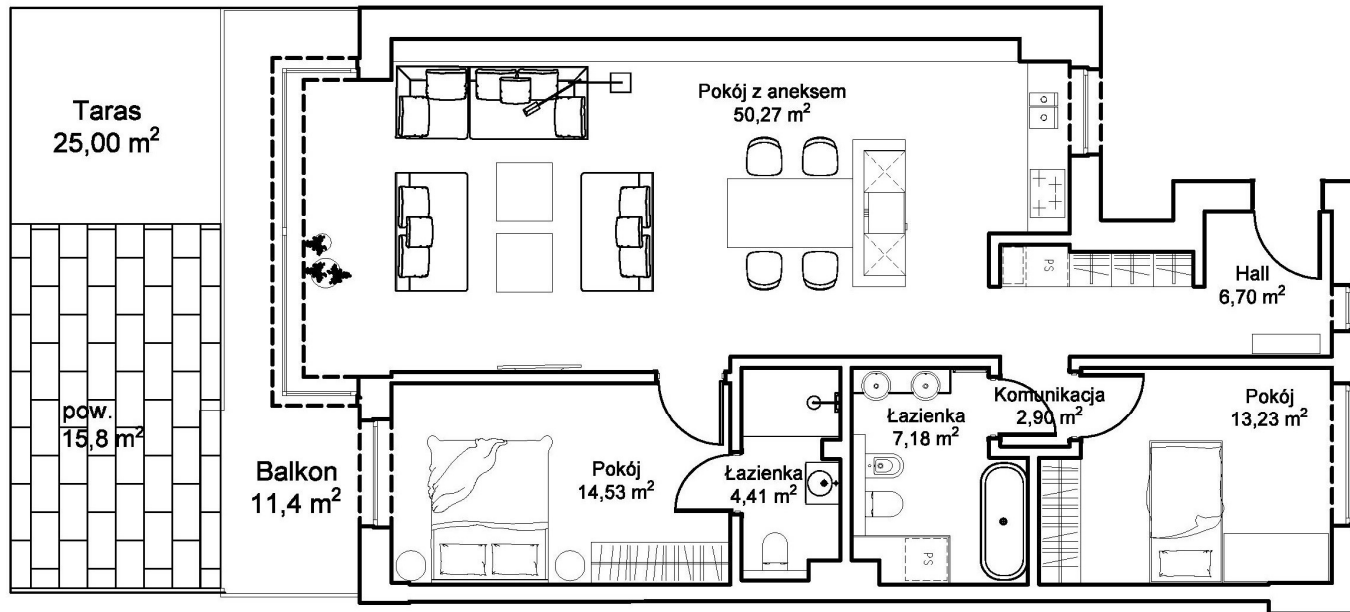 Taras
25,00 m²
pow.
15,8 m²
Balkon
11,4 m²
Pokój z aneksem
50,27 m²
PS
Hall
6,70 m²
Pokój
14,53 m²
Łazienka
4,41 m²
Łazienka
7,18 m²
PS
Komunikacja
2,90 m²
Pokój
13,23 m²